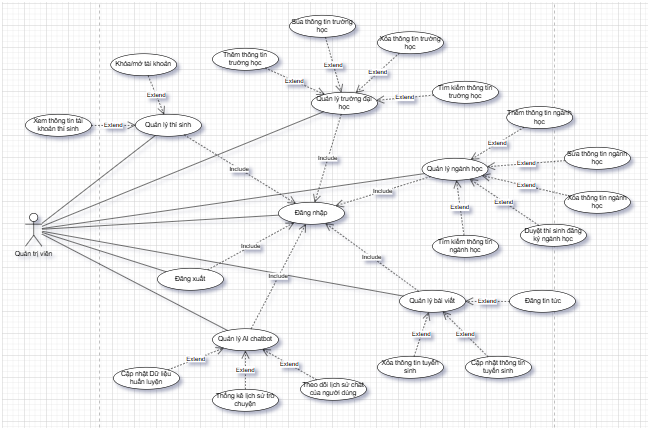 Sửa thông tin trường
học
Xóa thông tin trường
học
Thêm thông tin
trường học
Khóa/mở tài khoản
Extend
Extend
Extend
Tìm kiếm thông tin
trường học
Extend
Extend
Quản lý trường đại
học
Thêm thông tin ngành
học
Xem thông tin tài
khoản thí sinh
Extend
Quản lý thí sinh
Extend
Sửa thông tin ngành
học
Include
Include
Quản lý ngành học
Extend
Extend
Include
Xóa thông tin ngành
học
Extend
Extend
Đăng nhập
Quản trị viên
Duyệt thí sinh đăng
ký ngành học
Tìm kiếm thông tin
ngành học
Include
Include
Đăng xuất
Include
Quản lý bài viết
Extend
Đăng tin tức
Quản lý AI chatbot
Extend
Extend
Extend
Extend
Extend
Xóa thông tin tuyển
sinh
Cập nhật thông tin
tuyển sinh
Cập nhật Dữ liệu
huấn luyện
Theo dõi lịch sử chat
của người dùng
Thống kê lịch sử trò
chuyện